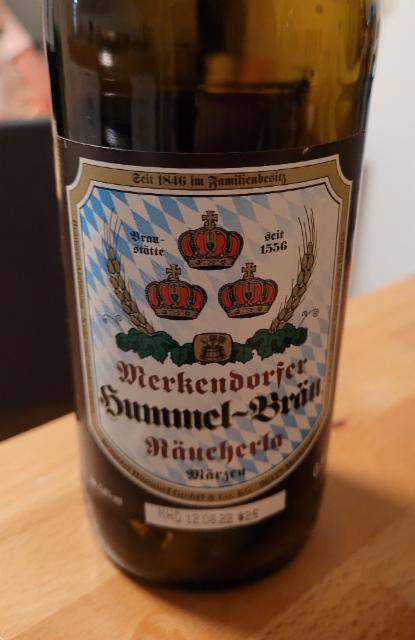 Seit 1846 im Familienbesitz
Brau-
stätte
seit
1556
Merkendorfer
Hummel-Bräu
Räucherla
Märzen
MHD 12.08.22